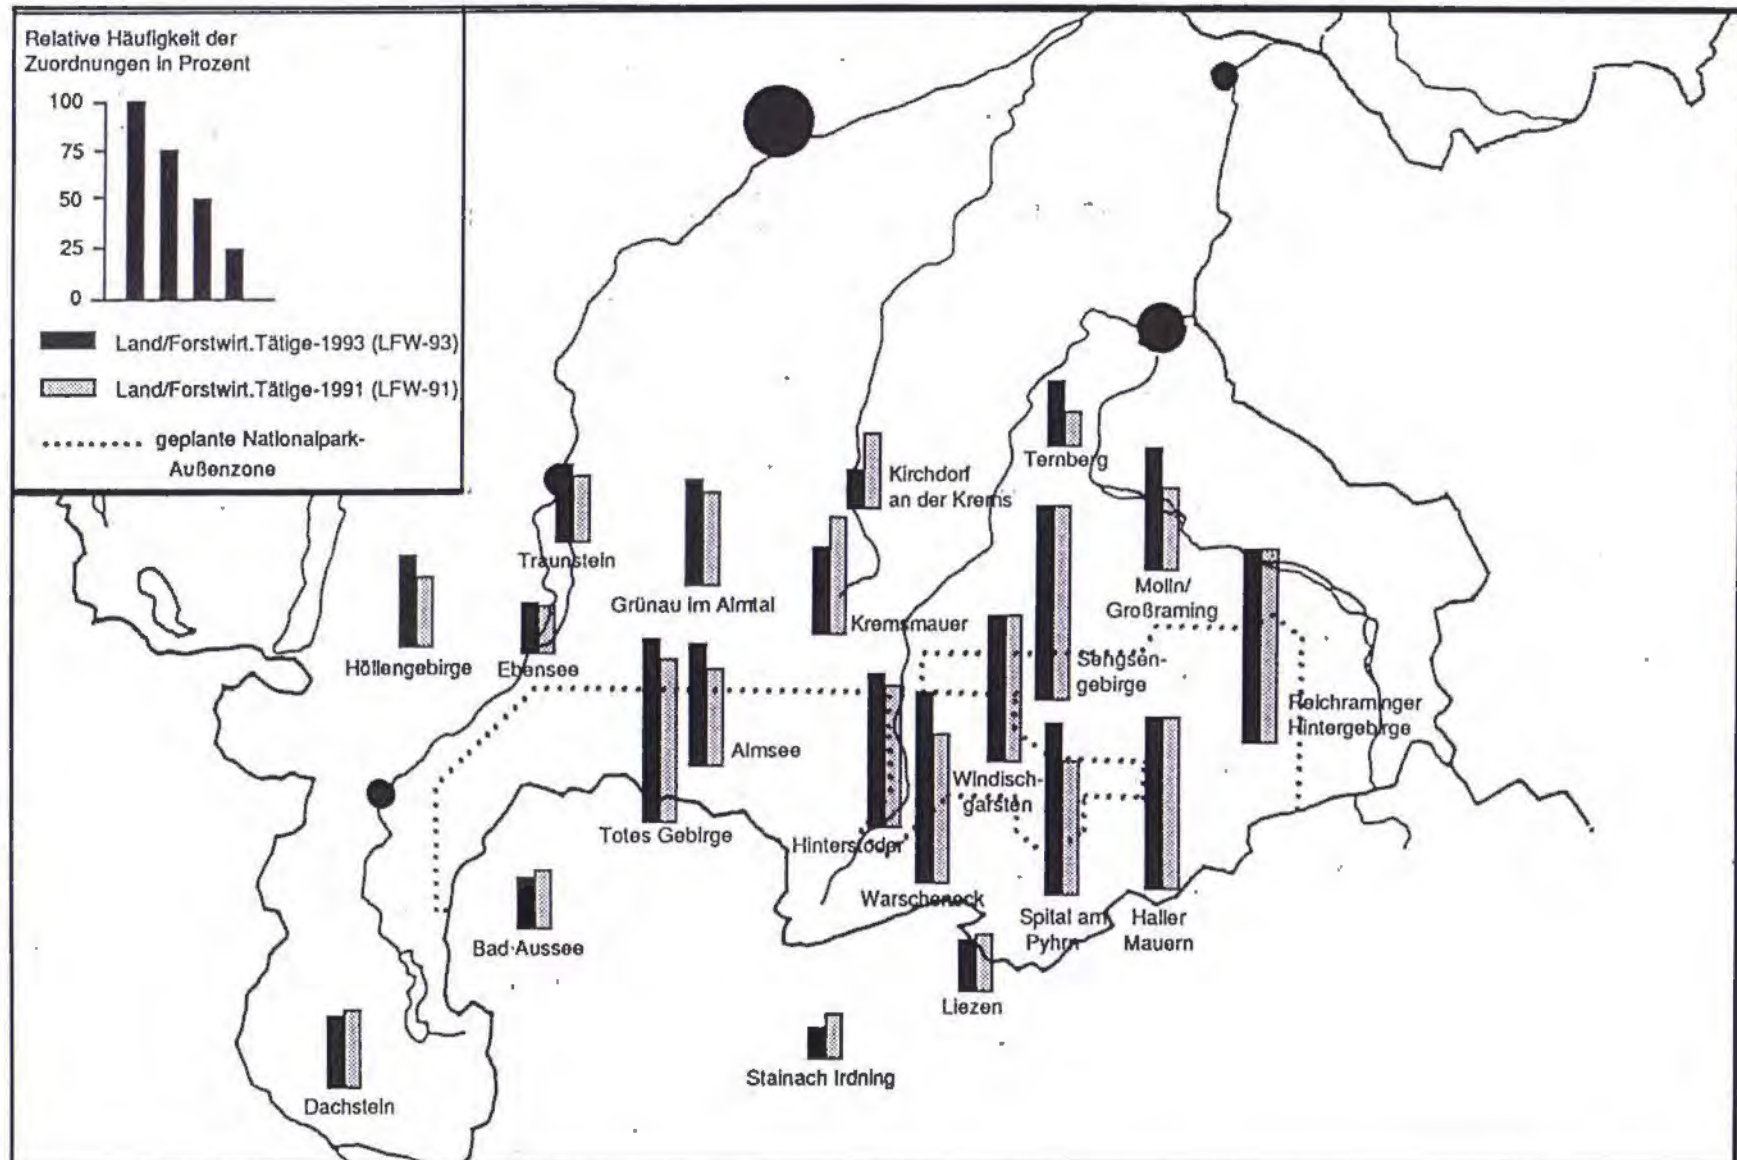 Relative Häufigkeit der
Zuordnungen in Prozent
100
75
50
25
0
Land/Forstwirt.Tätige-1993 (LFW-93)
Land/Forstwirt.Tätige-1991 (LFW-91)
geplante Nationalpark-
Außenzone
Ternberg
Kirchdorf
an der Krems
Traunstein
Grünau im Almtal
Molln/
Großraming
Kremsmauer
Höllengebirge
Ebensee
Sengsen-
gebirge
Reichraminger
Hintergebirge
Almsee
Windisch-
garsten
Totes Gebirge
Hinterstoder
Warscheneck
Spital am
Pyhrn
Haller
Mauern
Bad Aussee
Liezen
Stainach Irdning
Dachstein